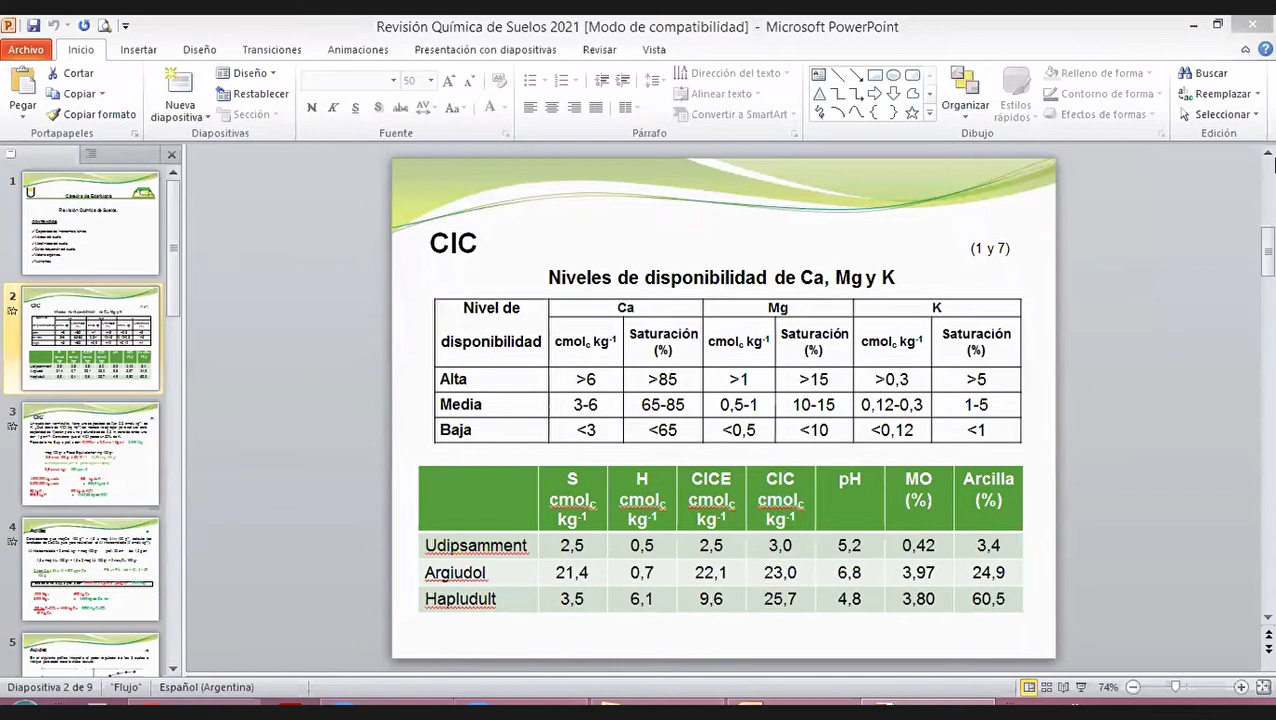 Revisión Química de Suelos 2021 [Modo de compatibilidad] - Microsoft PowerPoint
Archivo Inicio Insertar Diseño Transiciones Animaciones Presentación con diapositivas Revisar Vista
Cortar
Copiar
Copiar formato
Pegar
Portapapeles
Nueva diapositiva
Diseño
Restablecer
Sección
Diapositivas
50
N K S S abc AV Aa A
Fuente
Dirección del texto
Alinear texto
Convertir a SmartArt
Párrafo
Organizar
Estilos rápidos
Relleno de forma
Contorno de forma
Efectos de formas
Dibujo
Buscar
Reemplazar
Seleccionar
Edición
1
2
3
4
5
CIC
(1 y 7)
Niveles de disponibilidad de Ca, Mg y K
Nivel de disponibilidad Ca Mg K
cmolc kg-1 Saturación (%) cmolc kg-1 Saturación (%) cmolc kg-1 Saturación (%)
Alta >6 >85 >1 >15 >0,3 >5
Media 3-6 65-85 0,5-1 10-15 0,12-0,3 1-5
Baja <3 <65 <0,5 <10 <0,12 <1
S cmolc kg-1 H cmolc kg-1 CICE cmolc kg-1 CIC cmolc kg-1 pH MO (%) Arcilla (%)
Udipsamment 2,5 0,5 2,5 3,0 5,2 0,42 3,4
Argiudol 21,4 0,7 22,1 23,0 6,8 3,97 24,9
Hapludult 3,5 6,1 9,6 25,7 4,8 3,80 60,5
Diapositiva 2 de 9 "Flujo" Español (Argentina) 74%